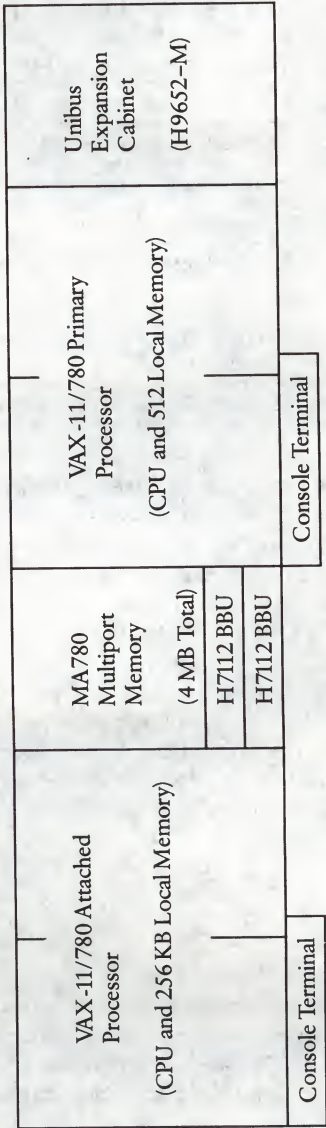 VAX-11/780 Attached
Processor
(CPU and 256 KB Local Memory)
Console Terminal
MA780
Multiport
Memory
(4 MB Total)
H7112 BBU
H7112 BBU
VAX-11/780 Primary
Processor
(CPU and 512 Local Memory)
Console Terminal
Unibus
Expansion
Cabinet
(H9652-M)